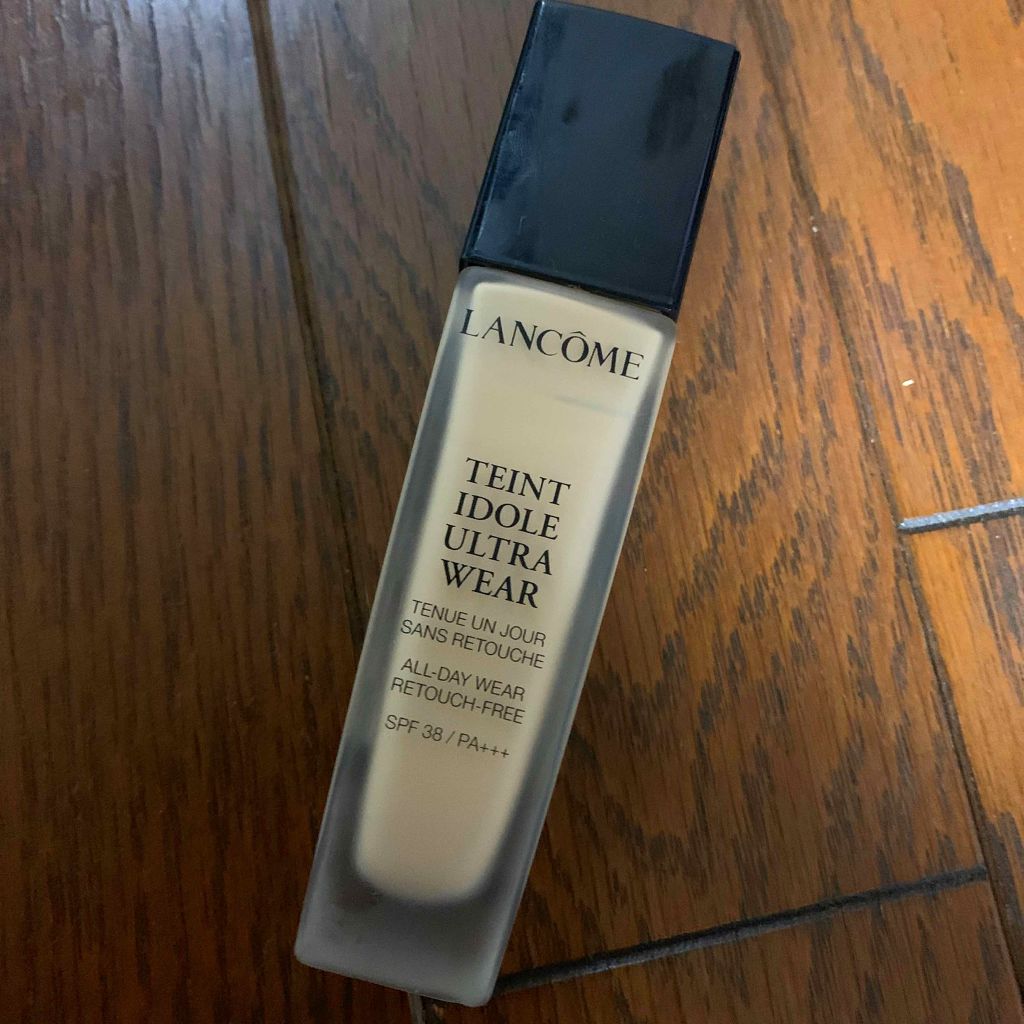 LANCÔME
TEINT
IDOLE
ULTRA
WEAR
TENUE UN JOUR
SANS RETOUCHE
ALL-DAY WEAR
RETOUCH-FREE
SPF 38 / PA+++